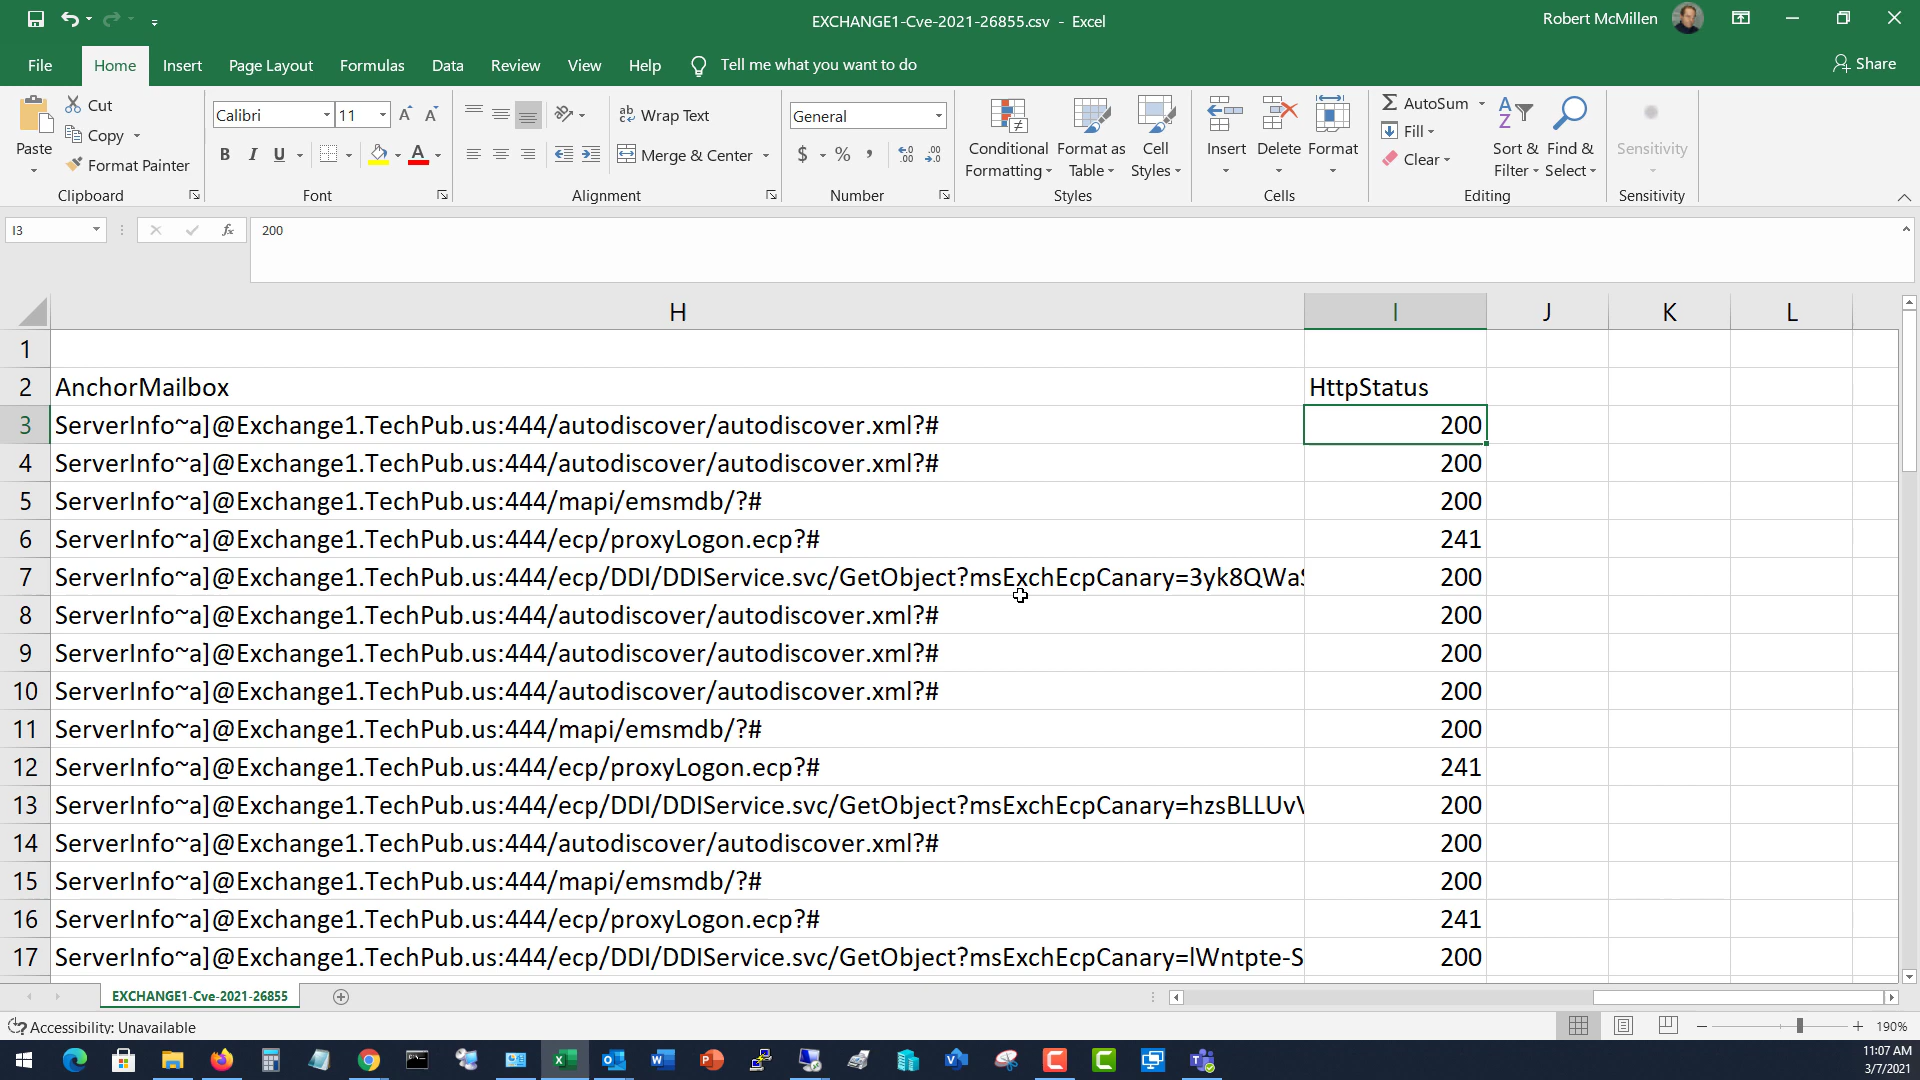 EXCHANGE1-Cve-2021-26855.csv - Excel
Robert McMillen
File Home Insert Page Layout Formulas Data Review View Help Tell me what you want to do Share
Paste
Cut
Copy
Format Painter
Clipboard
Calibri 11
B I U
Font
Wrap Text
Merge & Center
Alignment
General
$ % ,
Number
Conditional Formatting
Format as Table
Cell Styles
Styles
Insert Delete Format
Cells
AutoSum
Fill
Clear
Sort & Filter
Find & Select
Editing
Sensitivity
Sensitivity
I3 fx 200
H I J K L
1
2 AnchorMailbox HttpStatus
3 ServerInfo~a]@Exchange1.TechPub.us:444/autodiscover/autodiscover.xml?# 200
4 ServerInfo~a]@Exchange1.TechPub.us:444/autodiscover/autodiscover.xml?# 200
5 ServerInfo~a]@Exchange1.TechPub.us:444/mapi/emsmdb/?# 200
6 ServerInfo~a]@Exchange1.TechPub.us:444/ecp/proxyLogon.ecp?# 241
7 ServerInfo~a]@Exchange1.TechPub.us:444/ecp/DDI/DDIService.svc/GetObject?msExchEcpCanary=3yk8QWaS 200
8 ServerInfo~a]@Exchange1.TechPub.us:444/autodiscover/autodiscover.xml?# 200
9 ServerInfo~a]@Exchange1.TechPub.us:444/autodiscover/autodiscover.xml?# 200
10 ServerInfo~a]@Exchange1.TechPub.us:444/autodiscover/autodiscover.xml?# 200
11 ServerInfo~a]@Exchange1.TechPub.us:444/mapi/emsmdb/?# 200
12 ServerInfo~a]@Exchange1.TechPub.us:444/ecp/proxyLogon.ecp?# 241
13 ServerInfo~a]@Exchange1.TechPub.us:444/ecp/DDI/DDIService.svc/GetObject?msExchEcpCanary=hzsBLLUvV 200
14 ServerInfo~a]@Exchange1.TechPub.us:444/autodiscover/autodiscover.xml?# 200
15 ServerInfo~a]@Exchange1.TechPub.us:444/mapi/emsmdb/?# 200
16 ServerInfo~a]@Exchange1.TechPub.us:444/ecp/proxyLogon.ecp?# 241
17 ServerInfo~a]@Exchange1.TechPub.us:444/ecp/DDI/DDIService.svc/GetObject?msExchEcpCanary=lWntpte-S 200
EXCHANGE1-Cve-2021-26855
Accessibility: Unavailable
190%
11:07 AM
3/7/2021